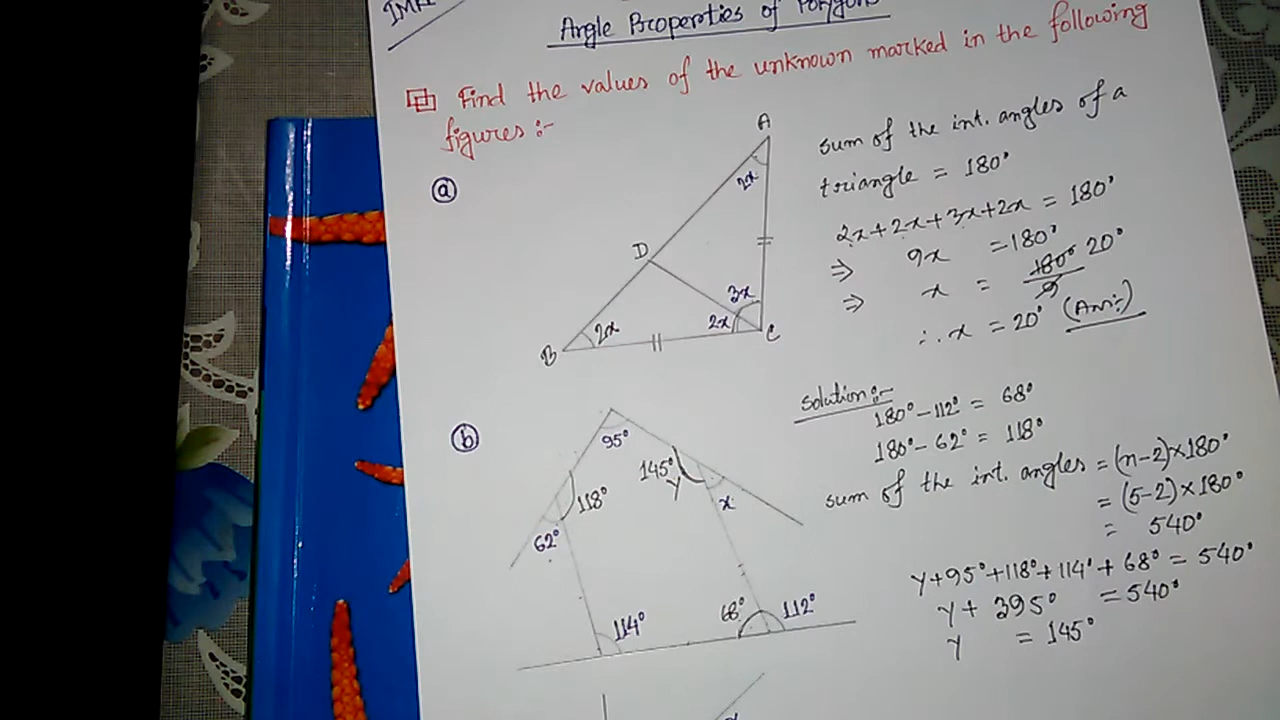 Angle Properties of Polygons
Find the values of the unknown marked in the following
figures :-
(a)
A
2x
D
3x
2x
2x
B
C
sum of the int. angles of a
triangle = 180°
2x+2x+3x+2x = 180°
⇒ 9x = 180°
⇒ x = 180°/9 20°
∴ x = 20° (Ans:)
(b)
95°
145°
y
x
118°
62°
114°
68°
112°
Solution :-
180° - 112° = 68°
180° - 62° = 118°
sum of the int. angles = (n-2)×180°
= (5-2)×180°
= 540°
y+95°+118°+114°+68° = 540°
y + 395° = 540°
y = 145°